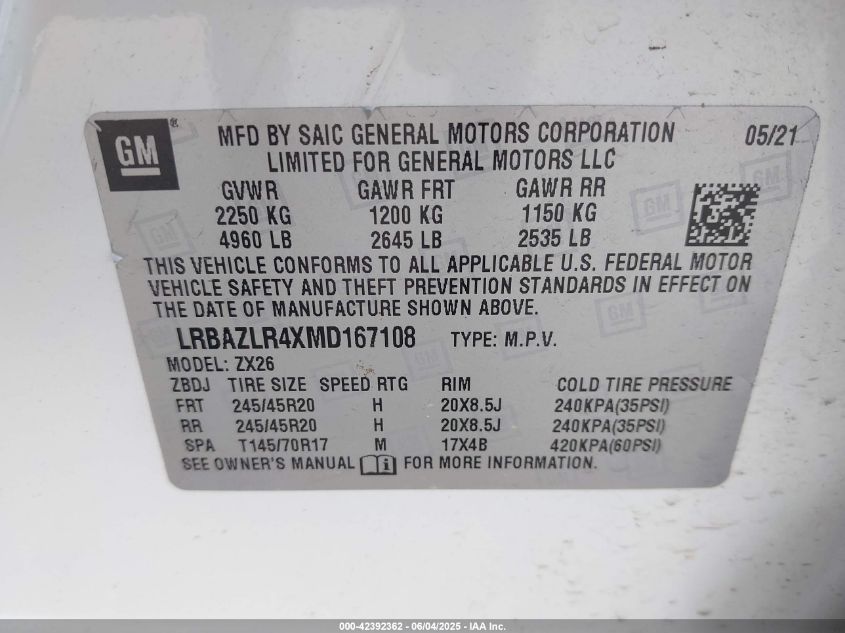 GM ®
MFD BY SAIC GENERAL MOTORS CORPORATION 05/21
LIMITED FOR GENERAL MOTORS LLC
GVWR GAWR FRT GAWR RR
2250 KG 1200 KG 1150 KG
4960 LB 2645 LB 2535 LB
THIS VEHICLE CONFORMS TO ALL APPLICABLE U.S. FEDERAL MOTOR
VEHICLE SAFETY AND THEFT PREVENTION STANDARDS IN EFFECT ON
THE DATE OF MANUFACTURE SHOWN ABOVE.
LRBAZLR4XMD167108 TYPE: M.P.V.
MODEL: ZX26
ZBDJ TIRE SIZE SPEED RTG RIM COLD TIRE PRESSURE
FRT 245/45R20 H 20X8.5J 240KPA(35PSI)
RR 245/45R20 H 20X8.5J 240KPA(35PSI)
SPA T145/70R17 M 17X4B 420KPA(60PSI)
SEE OWNER'S MANUAL FOR MORE INFORMATION.
000-42392362 - 06/04/2025 - IAA Inc.